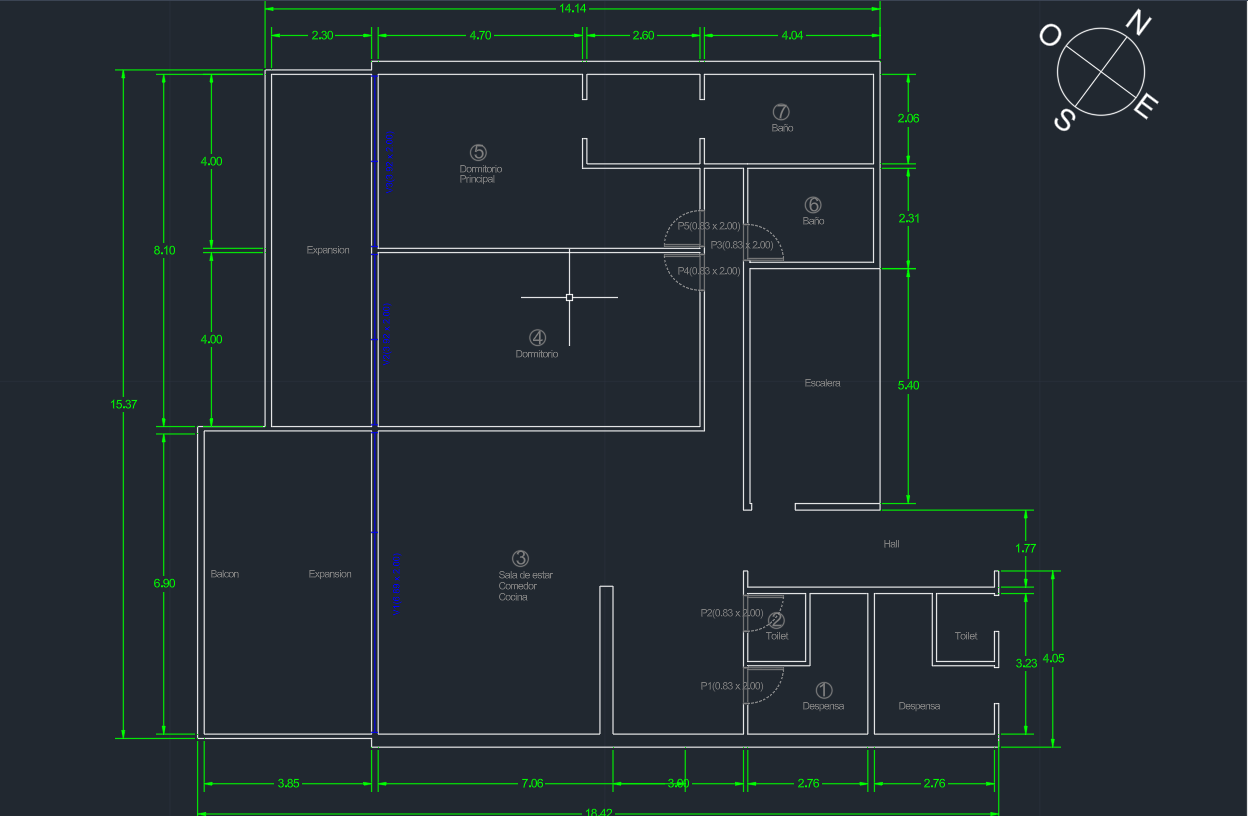 14.14
2.30
4.70
2.60
4.04
O
N
S
E
7
Baño
2.06
5
Dormitorio
Principal
4.00
6
Baño
2.31
P5(0.83 x 2.00)
P3(0.83 x 2.00)
8.10
Expansion
P4(0.83 x 2.00)
4.00
4
Dormitorio
Escalera
5.40
15.37
Hall
1.77
3
Sala de estar
Comedor
Cocina
Balcon
Expansion
6.90
P2(0.83 x 2.00)
2
Toilet
Toilet
3.23
4.05
P1(0.83 x 2.00)
1
Despensa
Despensa
3.85
7.06
2.76
2.76
18.42